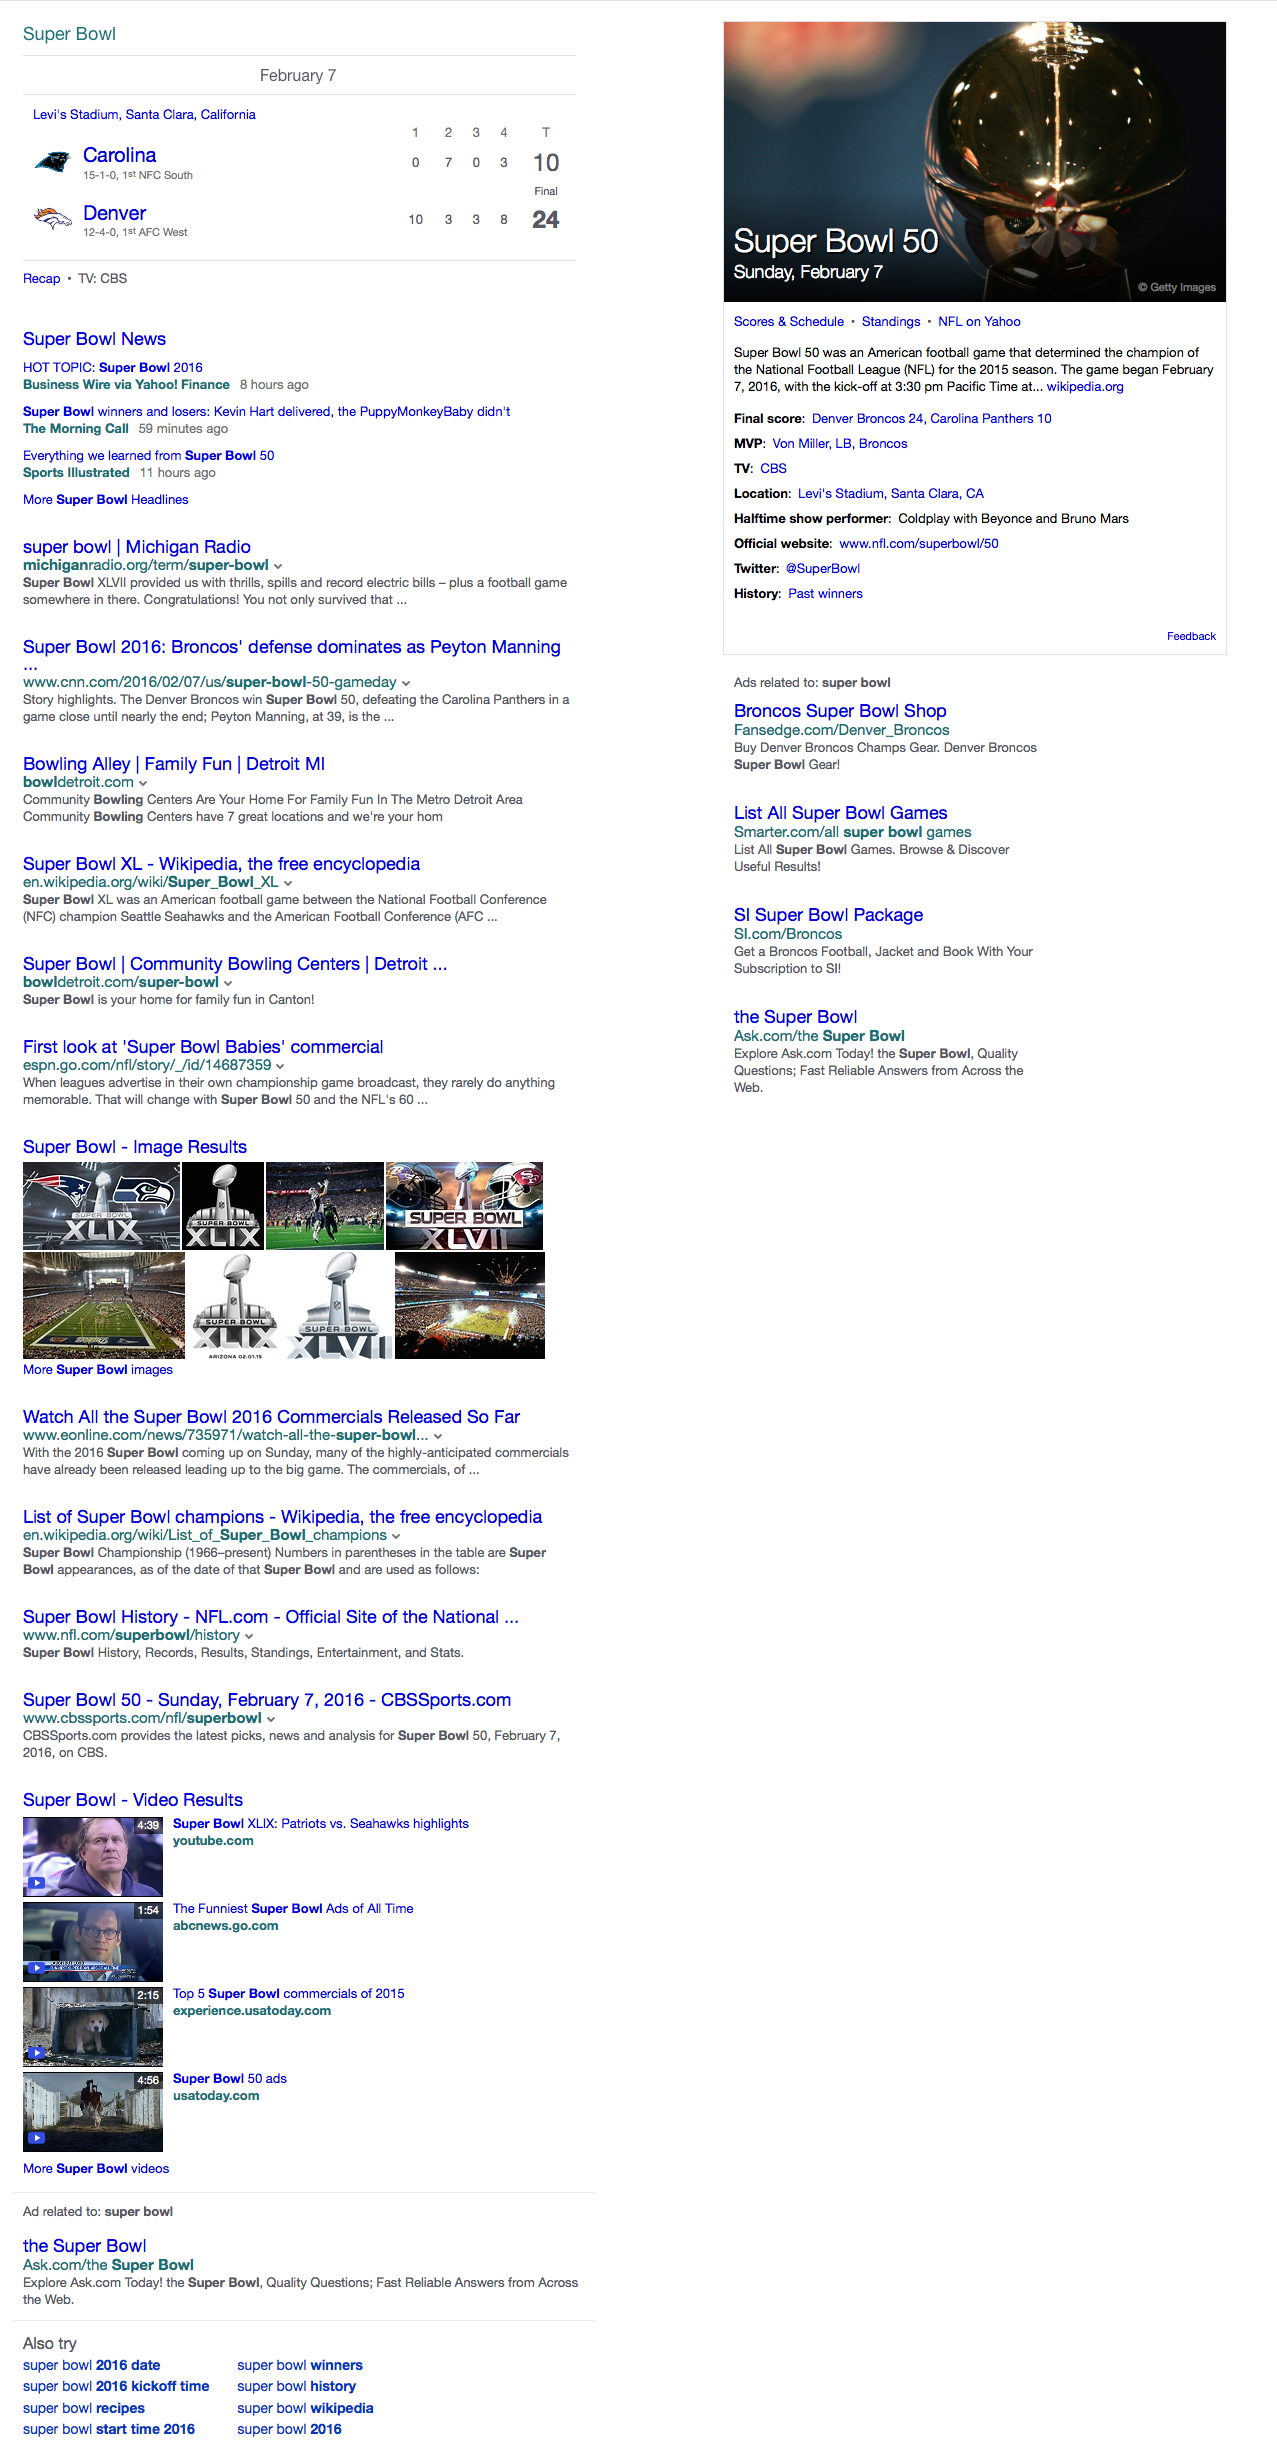 Super Bowl
February 7
Levi's Stadium, Santa Clara, California
1 2 3 4 T
Carolina 0 7 0 3 10
15-1-0, 1st NFC South
Final
Denver 10 3 3 8 24
12-4-0, 1st AFC West
Recap • TV: CBS
Super Bowl News
HOT TOPIC: Super Bowl 2016
Business Wire via Yahoo! Finance 8 hours ago
Super Bowl winners and losers: Kevin Hart delivered, the PuppyMonkeyBaby didn't
The Morning Call 59 minutes ago
Everything we learned from Super Bowl 50
Sports Illustrated 11 hours ago
More Super Bowl Headlines
super bowl | Michigan Radio
michiganradio.org/term/super-bowl
Super Bowl XLVII provided us with thrills, spills and record electric bills – plus a football game
somewhere in there. Congratulations! You not only survived that ...
Super Bowl 2016: Broncos' defense dominates as Peyton Manning
...
www.cnn.com/2016/02/07/us/super-bowl-50-gameday
Story highlights. The Denver Broncos win Super Bowl 50, defeating the Carolina Panthers in a
game close until nearly the end; Peyton Manning, at 39, is the ...
Bowling Alley | Family Fun | Detroit MI
bowldetroit.com
Community Bowling Centers Are Your Home For Family Fun In The Metro Detroit Area
Community Bowling Centers have 7 great locations and we're your hom
Super Bowl XL - Wikipedia, the free encyclopedia
en.wikipedia.org/wiki/Super_Bowl_XL
Super Bowl XL was an American football game between the National Football Conference
(NFC) champion Seattle Seahawks and the American Football Conference (AFC ...
Super Bowl | Community Bowling Centers | Detroit ...
bowldetroit.com/super-bowl
Super Bowl is your home for family fun in Canton!
First look at 'Super Bowl Babies' commercial
espn.go.com/nfl/story/_/id/14687359
When leagues advertise in their own championship game broadcast, they rarely do anything
memorable. That will change with Super Bowl 50 and the NFL's 60 ...
Super Bowl - Image Results
SUPER BOWL
XLIX
SUPER BOWL
XLIX
SUPER BOWL
XLVII
SUPER BOWL
XLIX
ARIZONA 02.01.15
SUPER BOWL
XLVII
More Super Bowl images
Watch All the Super Bowl 2016 Commercials Released So Far
www.eonline.com/news/735971/watch-all-the-super-bowl...
With the 2016 Super Bowl coming up on Sunday, many of the highly-anticipated commercials
have already been released leading up to the big game. The commercials, of ...
List of Super Bowl champions - Wikipedia, the free encyclopedia
en.wikipedia.org/wiki/List_of_Super_Bowl_champions
Super Bowl Championship (1966–present) Numbers in parentheses in the table are Super
Bowl appearances, as of the date of that Super Bowl and are used as follows:
Super Bowl History - NFL.com - Official Site of the National ...
www.nfl.com/superbowl/history
Super Bowl History, Records, Results, Standings, Entertainment, and Stats.
Super Bowl 50 - Sunday, February 7, 2016 - CBSSports.com
www.cbssports.com/nfl/superbowl
CBSSports.com provides the latest picks, news and analysis for Super Bowl 50, February 7,
2016, on CBS.
Super Bowl - Video Results
4:39
Super Bowl XLIX: Patriots vs. Seahawks highlights
youtube.com
1:54
The Funniest Super Bowl Ads of All Time
abcnews.go.com
2:15
Top 5 Super Bowl commercials of 2015
experience.usatoday.com
4:56
Super Bowl 50 ads
usatoday.com
More Super Bowl videos
Ad related to: super bowl
the Super Bowl
Ask.com/the Super Bowl
Explore Ask.com Today! the Super Bowl, Quality Questions; Fast Reliable Answers from Across
the Web.
Also try
super bowl 2016 date
super bowl 2016 kickoff time
super bowl recipes
super bowl start time 2016
super bowl winners
super bowl history
super bowl wikipedia
super bowl 2016
Super Bowl 50
Sunday, February 7
© Getty Images
Scores & Schedule • Standings • NFL on Yahoo
Super Bowl 50 was an American football game that determined the champion of
the National Football League (NFL) for the 2015 season. The game began February
7, 2016, with the kick-off at 3:30 pm Pacific Time at... wikipedia.org
Final score: Denver Broncos 24, Carolina Panthers 10
MVP: Von Miller, LB, Broncos
TV: CBS
Location: Levi's Stadium, Santa Clara, CA
Halftime show performer: Coldplay with Beyonce and Bruno Mars
Official website: www.nfl.com/superbowl/50
Twitter: @SuperBowl
History: Past winners
Feedback
Ads related to: super bowl
Broncos Super Bowl Shop
Fansedge.com/Denver_Broncos
Buy Denver Broncos Champs Gear. Denver Broncos
Super Bowl Gear!
List All Super Bowl Games
Smarter.com/all super bowl games
List All Super Bowl Games. Browse & Discover
Useful Results!
SI Super Bowl Package
SI.com/Broncos
Get a Broncos Football, Jacket and Book With Your
Subscription to SI!
the Super Bowl
Ask.com/the Super Bowl
Explore Ask.com Today! the Super Bowl, Quality
Questions; Fast Reliable Answers from Across the
Web.